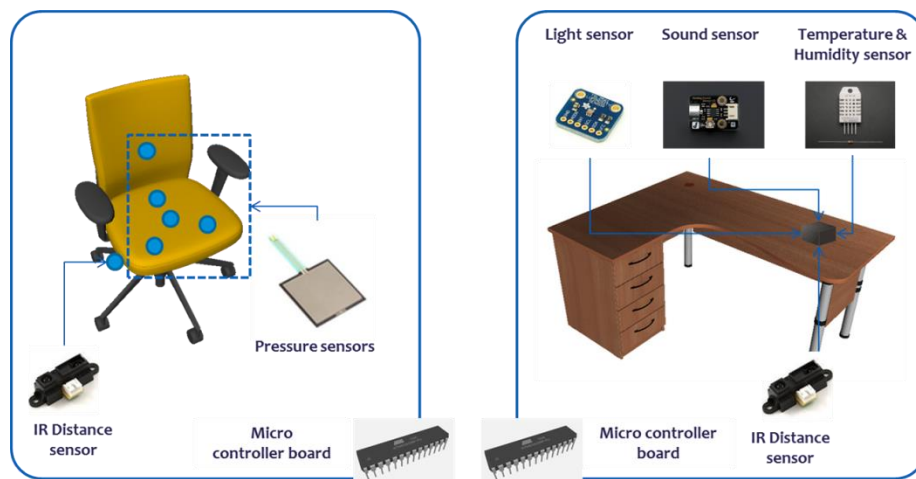 Pressure sensors
IR Distance
sensor
Micro
controller board
Light sensor
Sound sensor
Temperature &
Humidity sensor
Micro controller
board
IR Distance
sensor